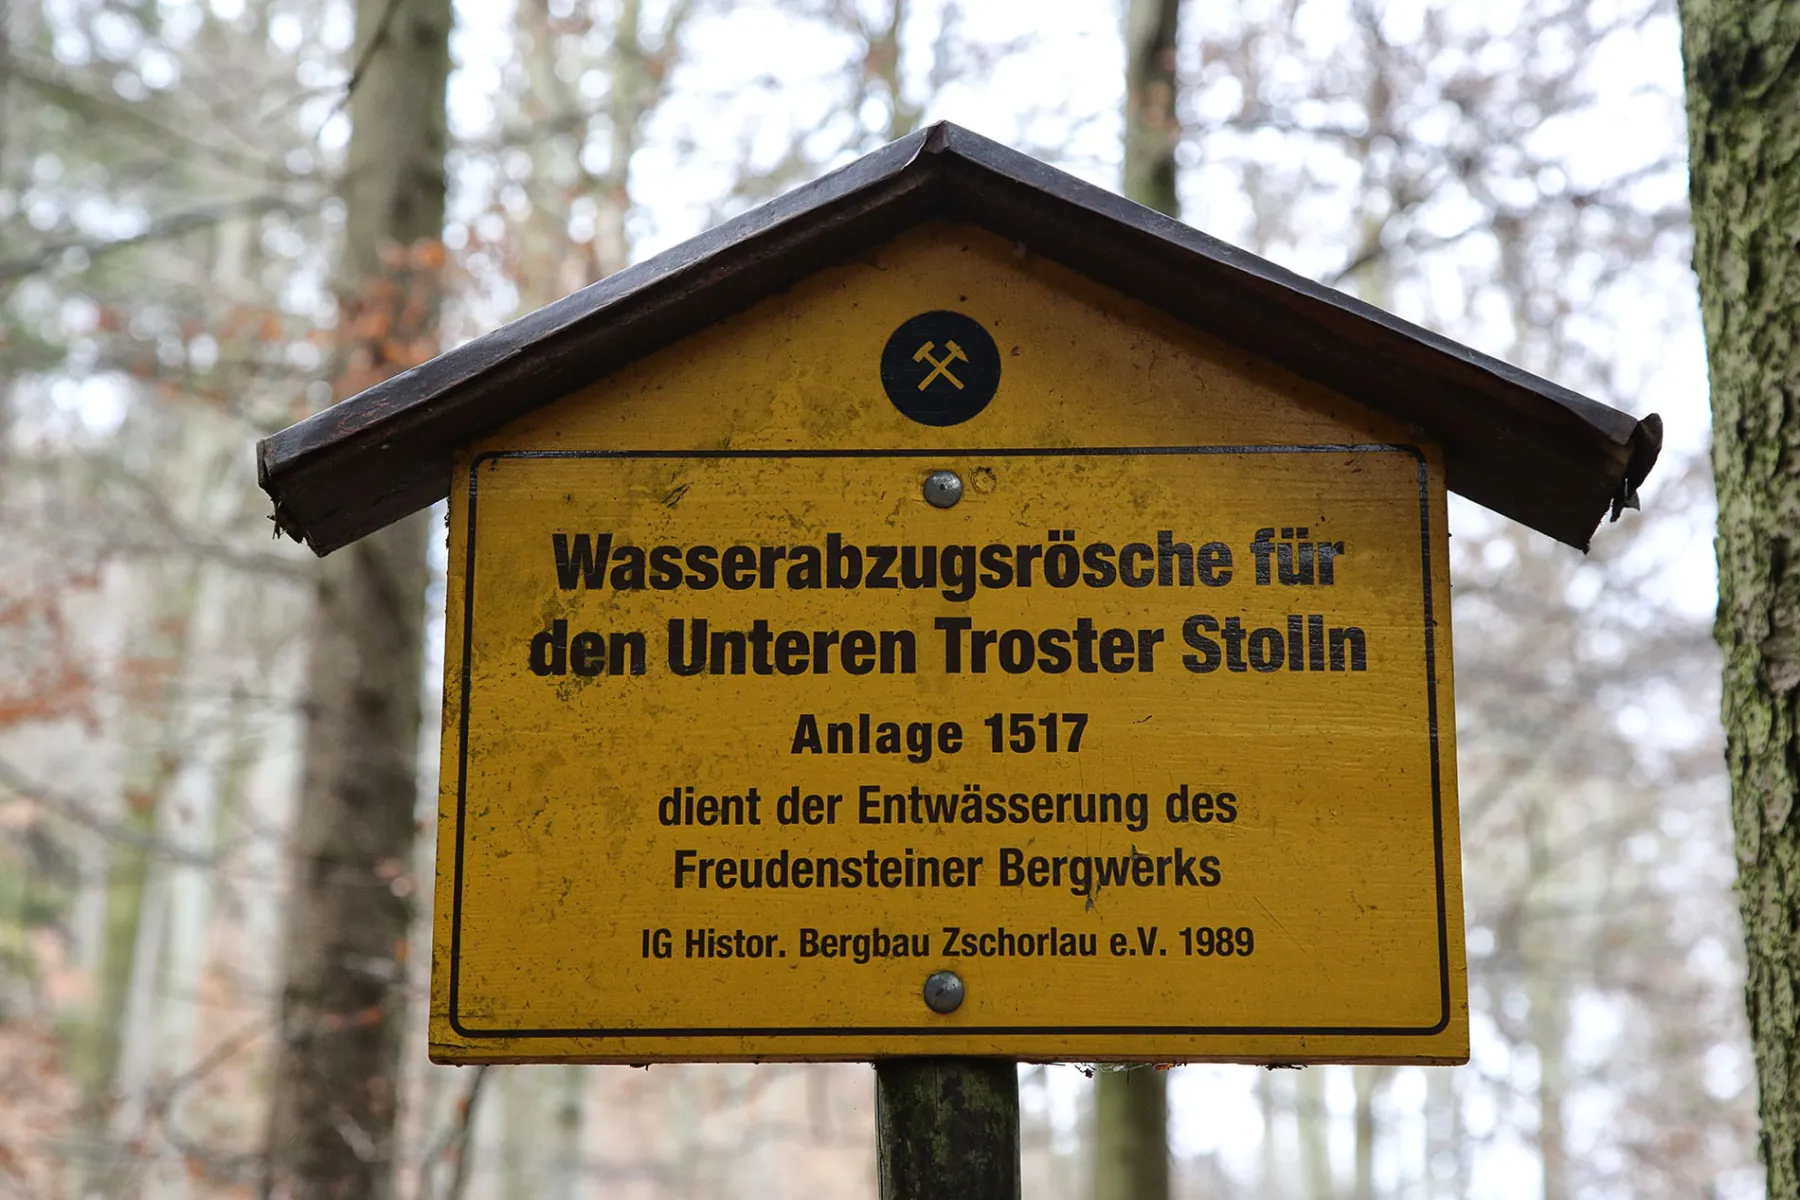 Wasserabzugsrösche für
den Unteren Troster Stolln
Anlage 1517
dient der Entwässerung des
Freudensteiner Bergwerks
IG Histor. Bergbau Zschorlau e.V. 1989